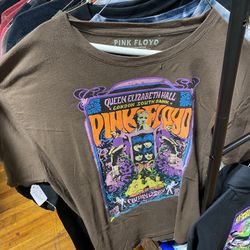 PINK FLOYD
QUEEN ELIZABETH HALL
LONDON SOUTH BANK
PINK FLOYD